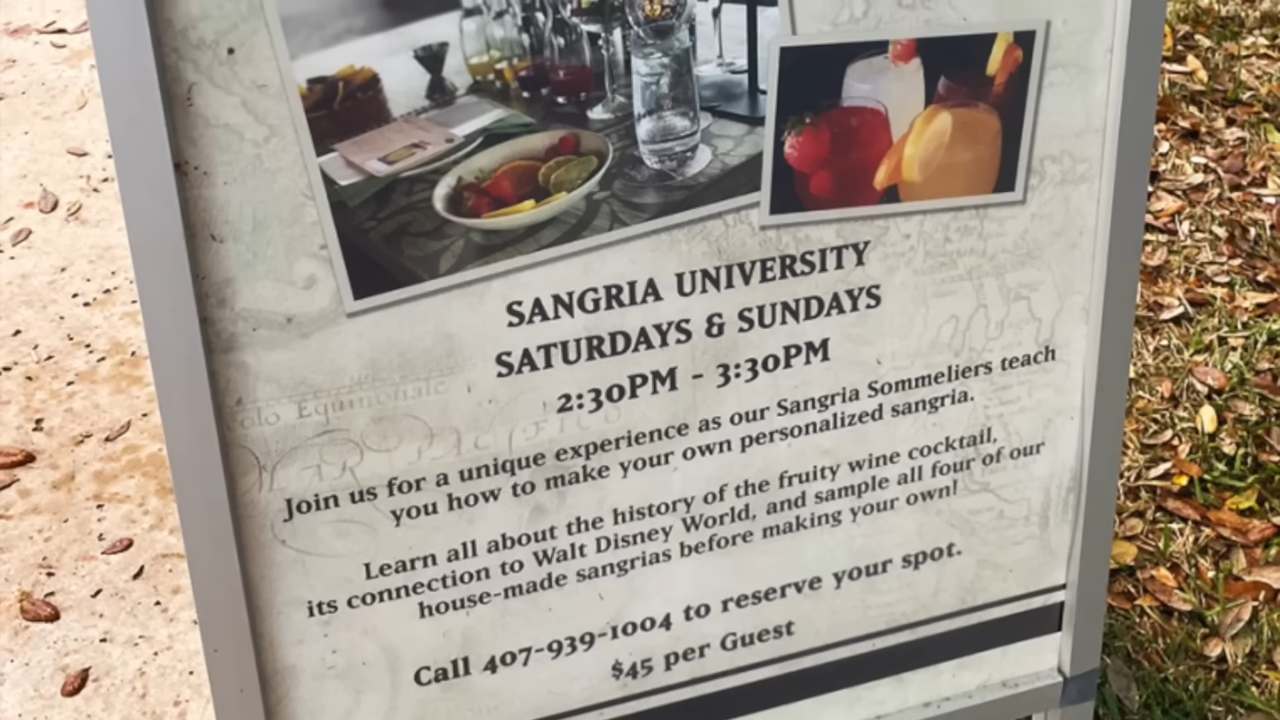 SANGRIA UNIVERSITY
SATURDAYS & SUNDAYS
2:30PM - 3:30PM
Join us for a unique experience as our Sangria Sommeliers teach
you how to make your own personalized sangria.
Learn all about the history of the fruity wine cocktail,
its connection to Walt Disney World, and sample all four of our
house-made sangrias before making your own!
Call 407-939-1004 to reserve your spot.
$45 per Guest